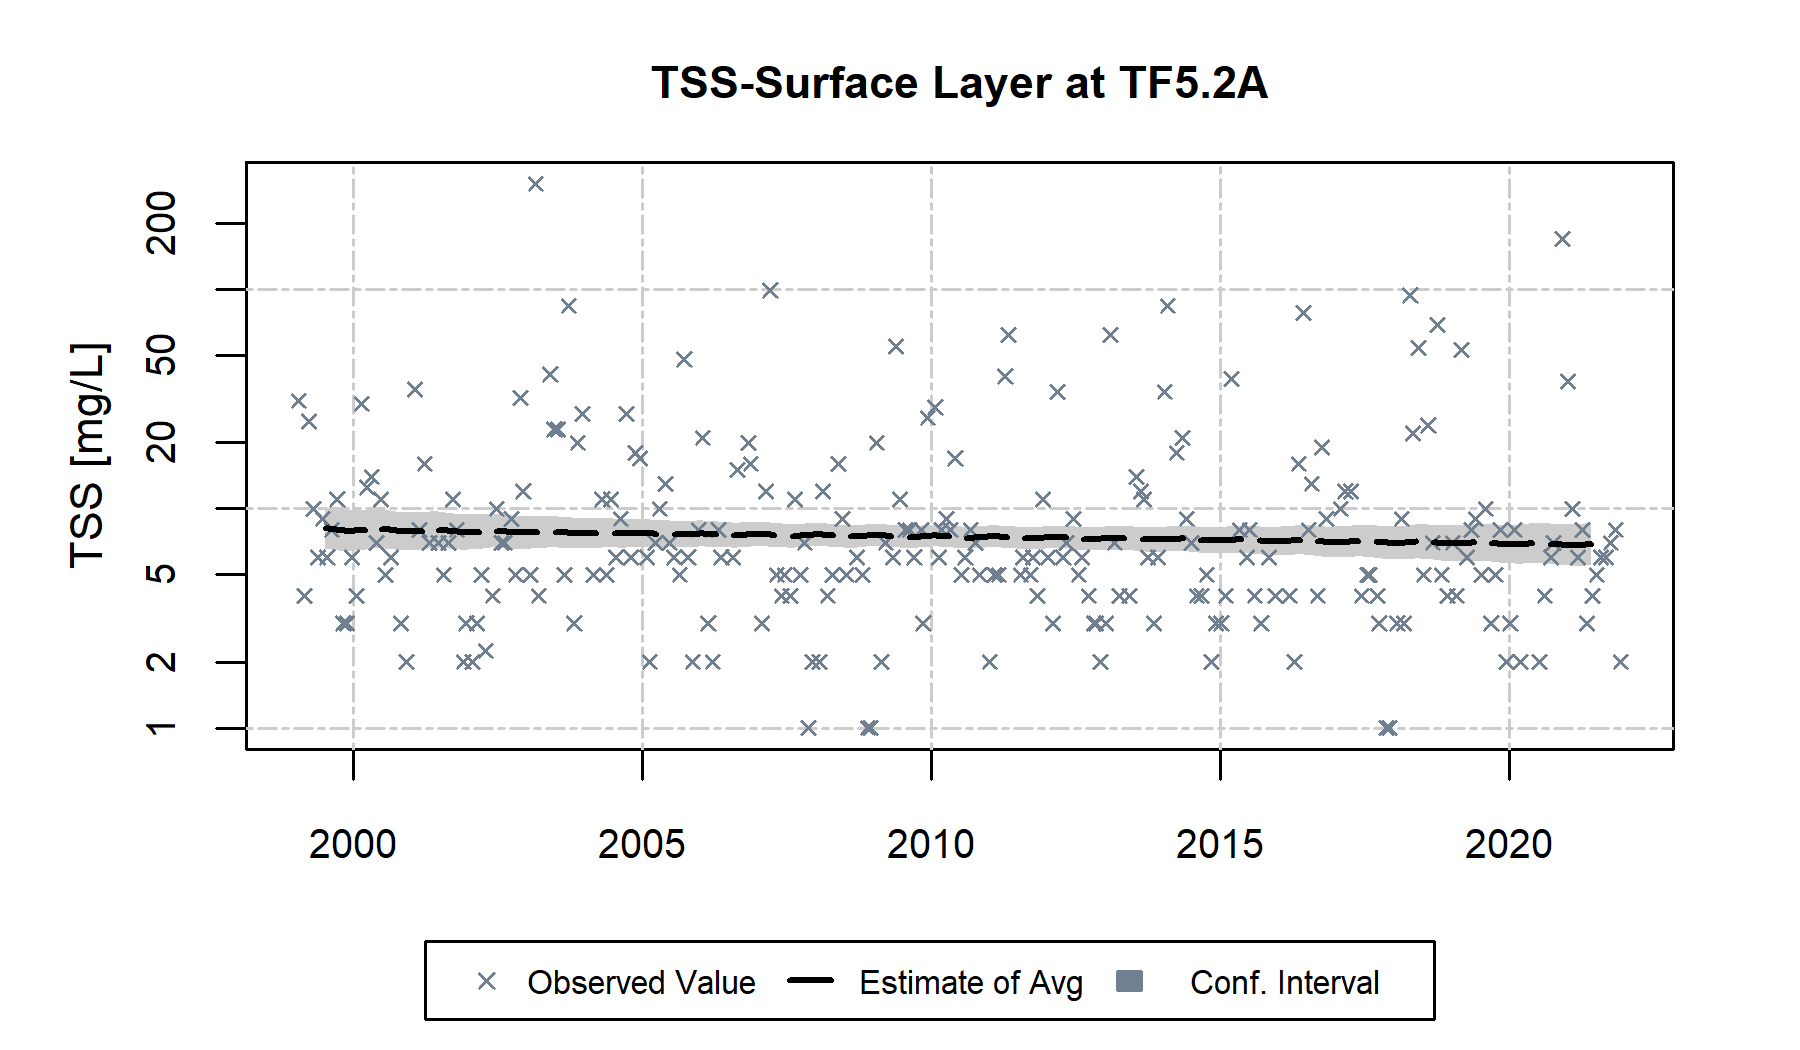 TSS-Surface Layer at TF5.2A
TSS [mg/L]
200
50
20
5
2
1
2000 2005 2010 2015 2020
Observed Value Estimate of Avg Conf. Interval